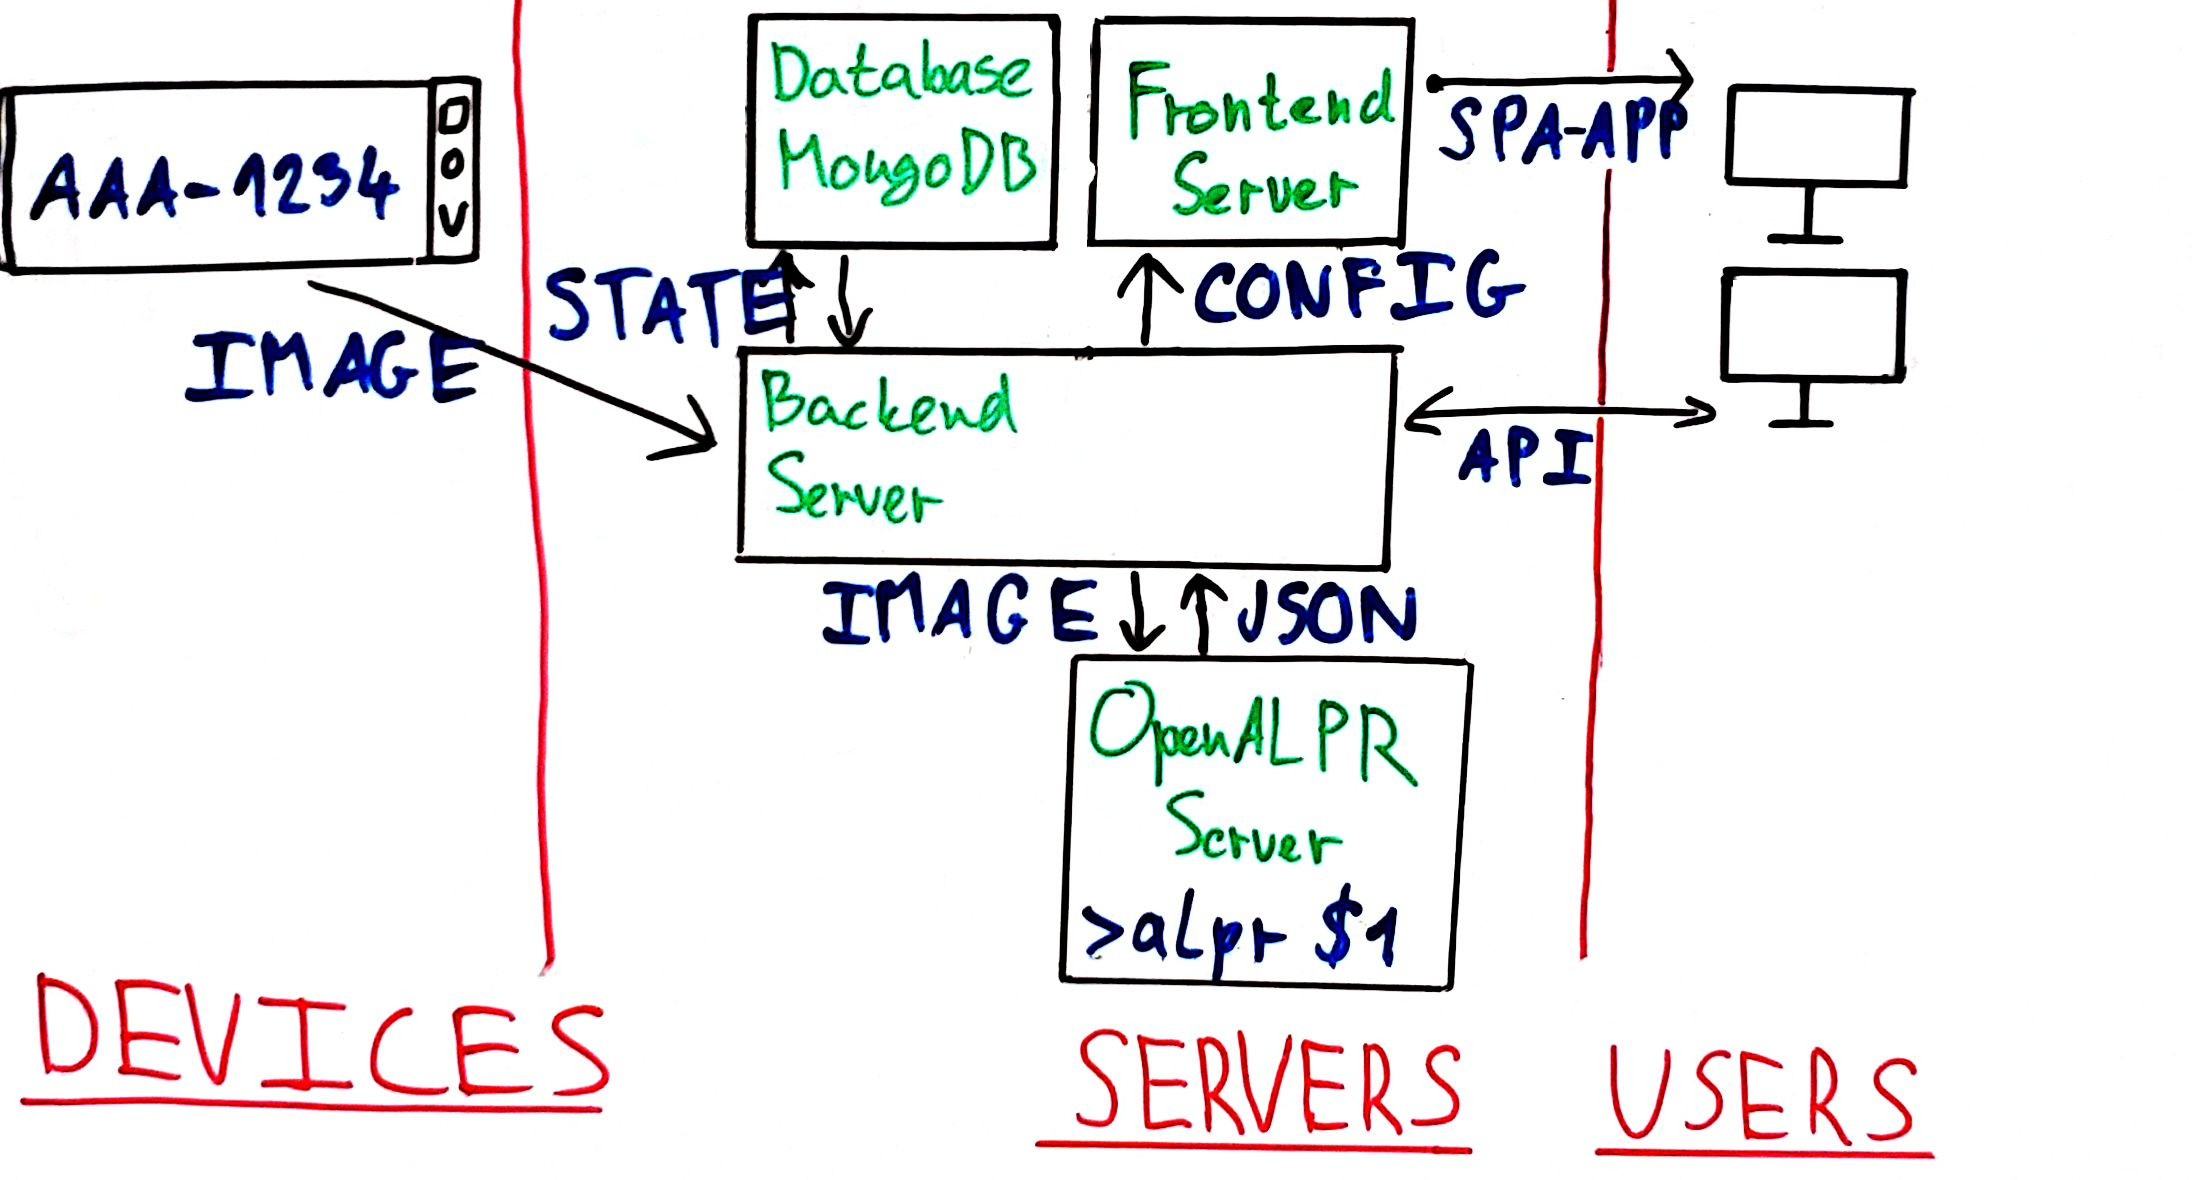 AAA-1234
IMAGE
Database
MongoDB
Frontend
Server
SPA-APP
STATE
CONFIG
Backend
Server
API
IMAGE
JSON
OpenALPR
Server
>alpr $1
DEVICES
SERVERS
USERS